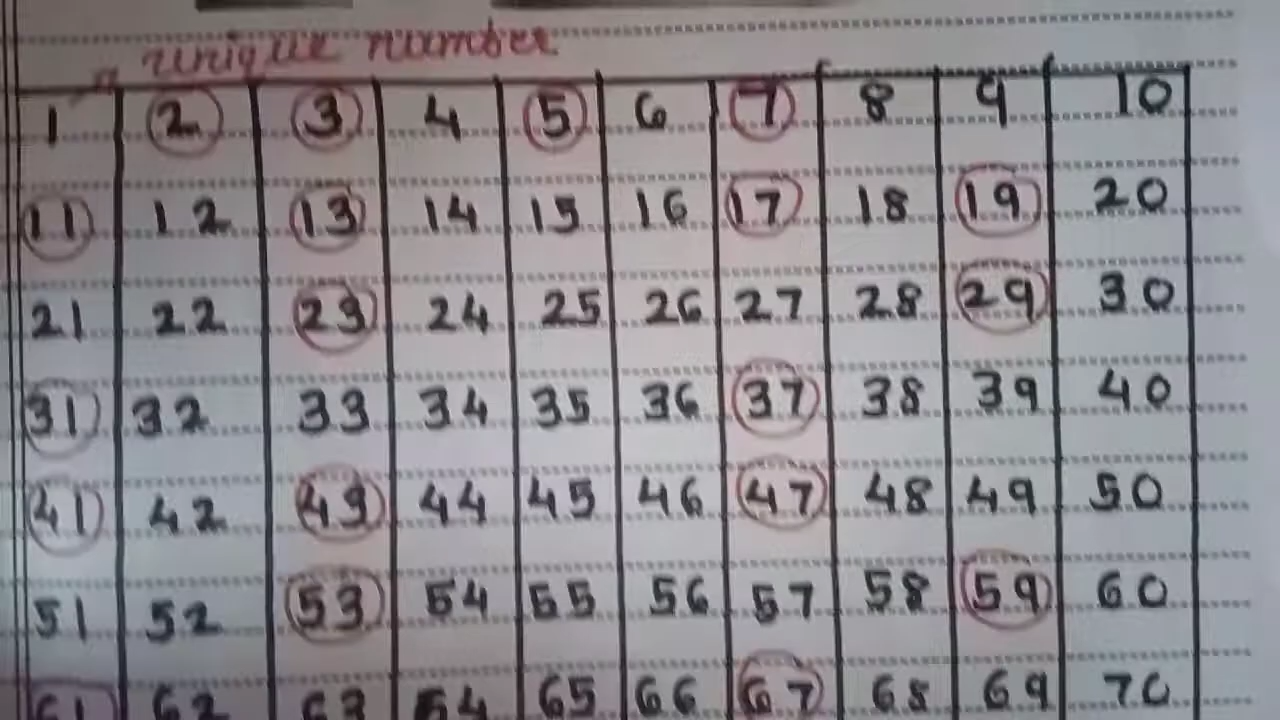 unique number
1 2 3 4 5 6 7 8 9 10
11 12 13 14 15 16 17 18 19 20
21 22 23 24 25 26 27 28 29 30
31 32 33 34 35 36 37 38 39 40
41 42 43 44 45 46 47 48 49 50
51 52 53 54 55 56 57 58 59 60
61 62 63 64 65 66 67 68 69 70